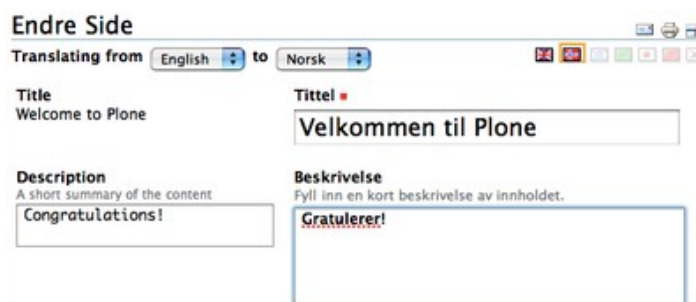 Endre Side
Translating from English to Norsk
Title
Welcome to Plone
Tittel
Velkommen til Plone
Description
A short summary of the content
Congratulations!
Beskrivelse
Fyll inn en kort beskrivelse av innholdet.
Gratulerer!